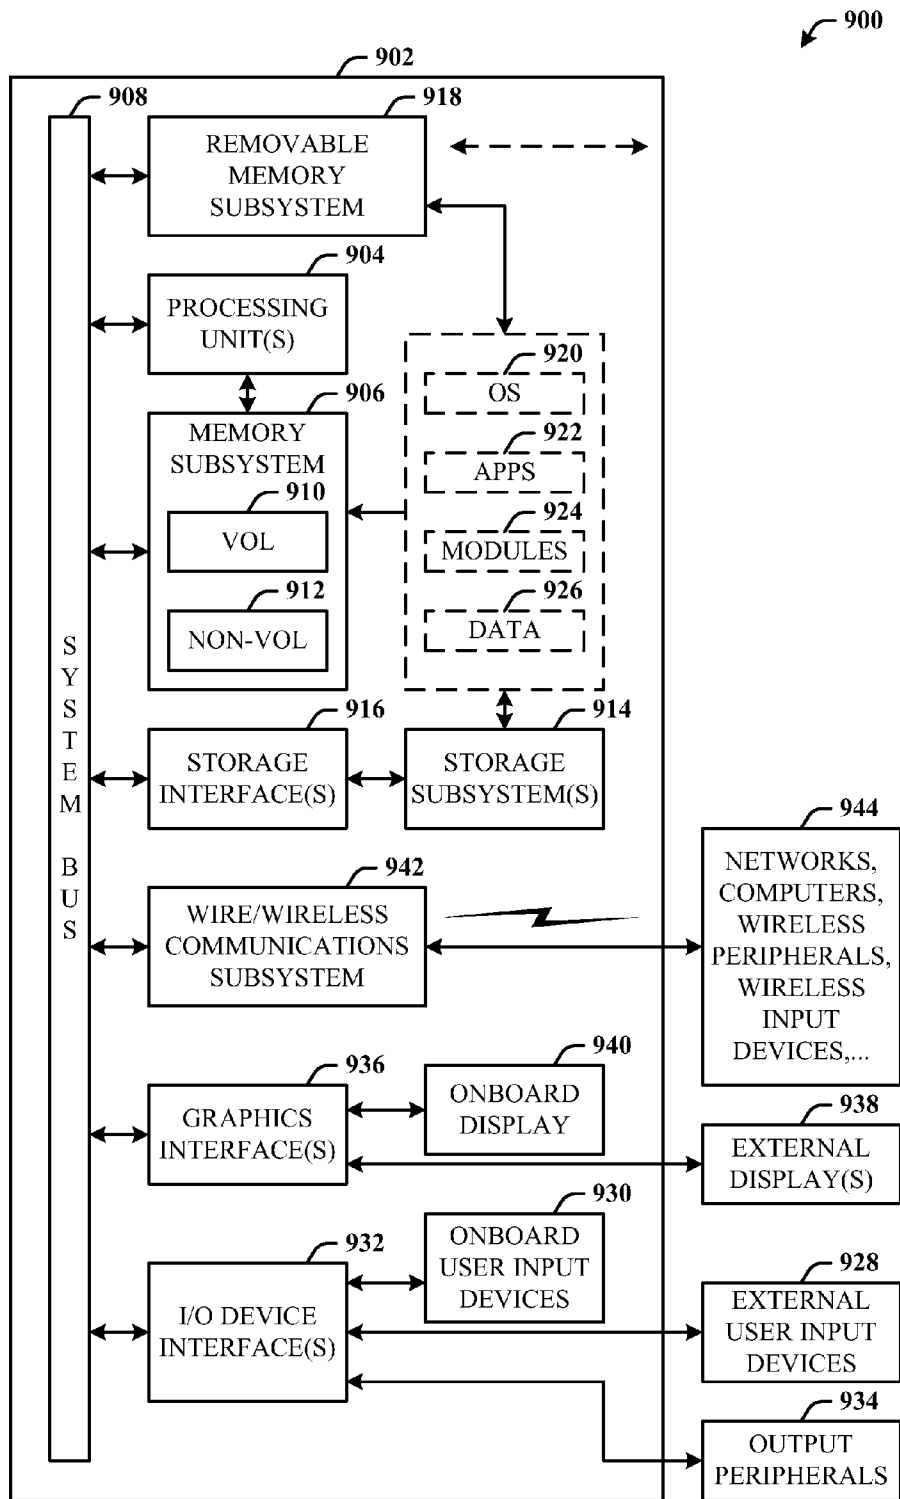 900
902
908
918
REMOVABLE
MEMORY
SUBSYSTEM
904
PROCESSING
UNIT(S)
906
MEMORY
SUBSYSTEM
910
VOL
912
NON-VOL
920
OS
922
APPS
924
MODULES
926
DATA
SYSTEM BUS
916
STORAGE
INTERFACE(S)
914
STORAGE
SUBSYSTEM(S)
942
WIRE/WIRELESS
COMMUNICATIONS
SUBSYSTEM
944
NETWORKS,
COMPUTERS,
WIRELESS
PERIPHERALS,
WIRELESS
INPUT
DEVICES,...
936
GRAPHICS
INTERFACE(S)
940
ONBOARD
DISPLAY
938
EXTERNAL
DISPLAY(S)
932
I/O DEVICE
INTERFACE(S)
930
ONBOARD
USER INPUT
DEVICES
928
EXTERNAL
USER INPUT
DEVICES
934
OUTPUT
PERIPHERALS